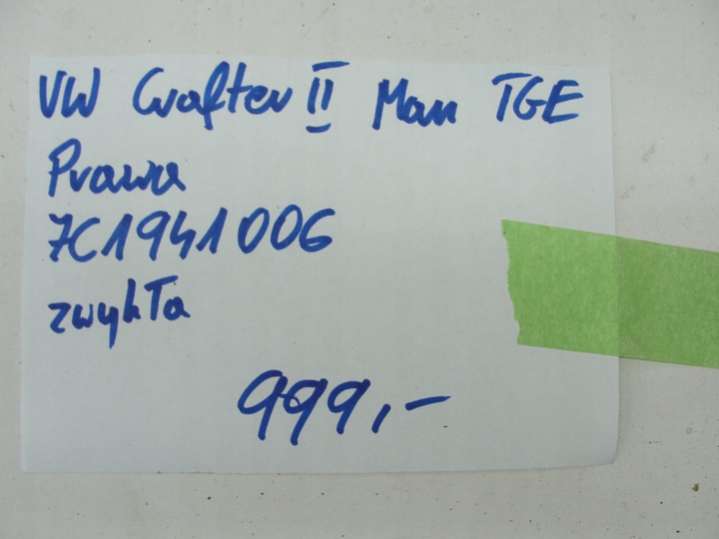 VW Crafter II Man TGE
Prawa
7C1941006
zwykła
999,-